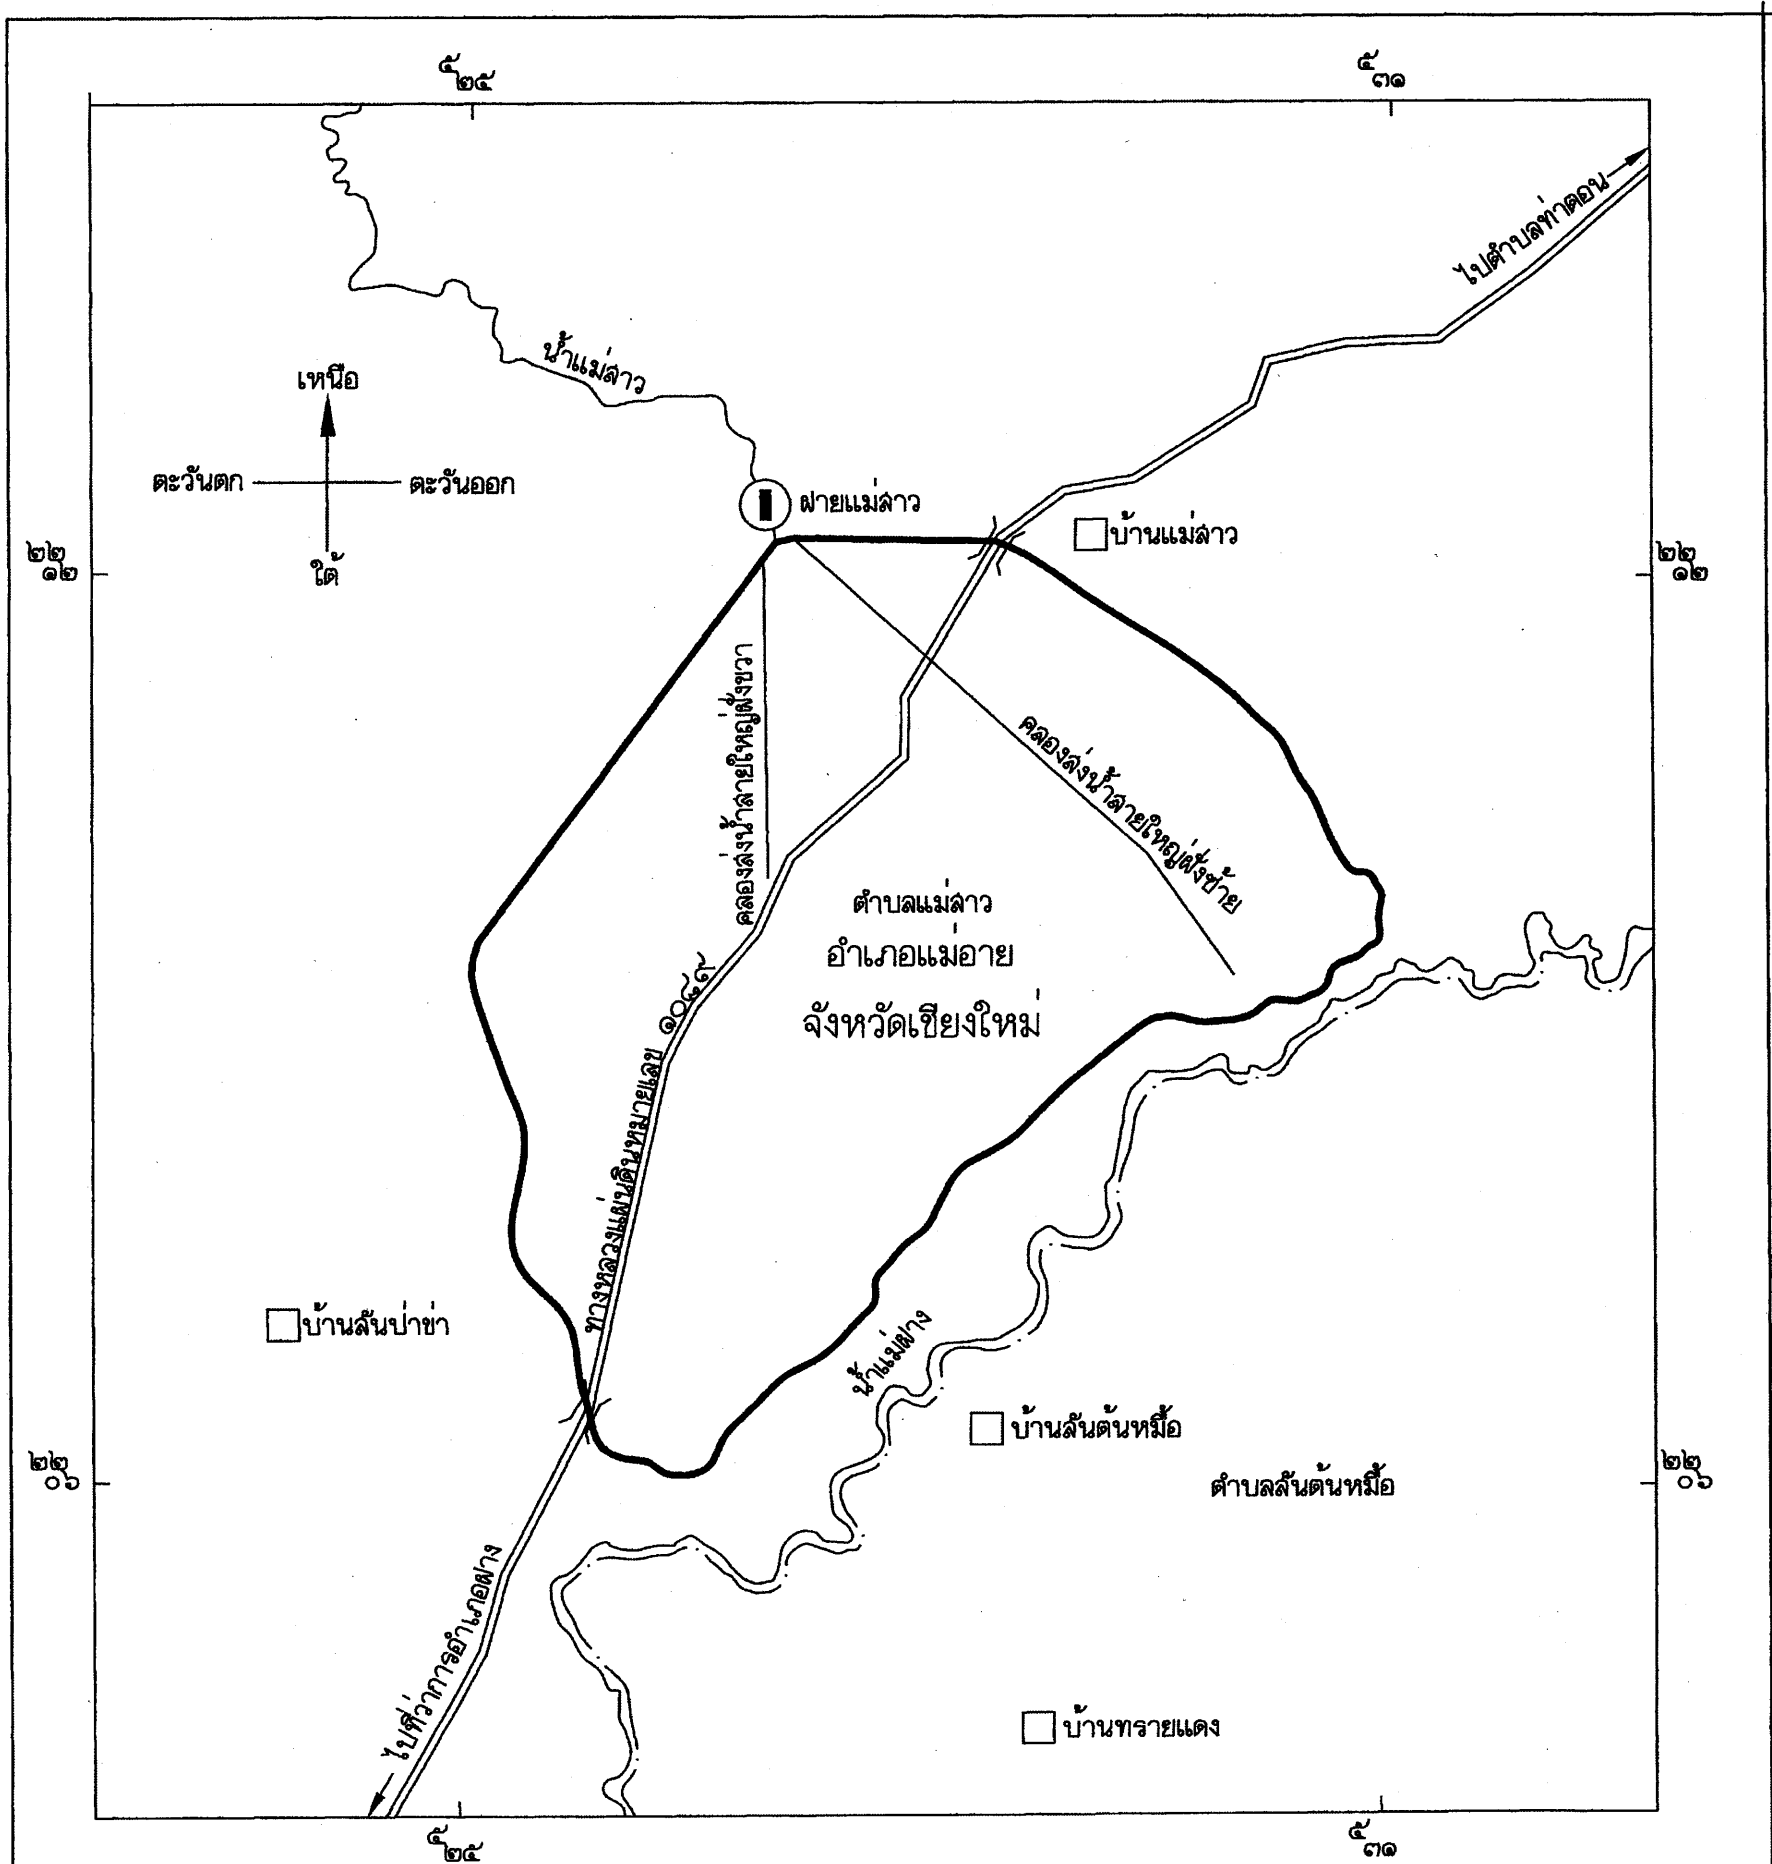 ๕๒๕
๕๓๑
ไปตำบลท่าตอน
น้ำแม่สาว
เหนือ
ตะวันตก
ตะวันออก
ใต้
ฝายแม่สาว
บ้านแม่สาว
๒๒๑๒
๒๒๑๒
คลองส่งน้ำสายใหญ่ฝั่งขวา
คลองส่งน้ำสายใหญ่ฝั่งซ้าย
ตำบลแม่สาว
อำเภอแม่อาย
จังหวัดเชียงใหม่
ทางหลวงแผ่นดินหมายเลข ๑๐๘๙
บ้านสันป่าข่า
น้ำแม่ฝาง
บ้านสันต้นหมื้อ
๒๒๐๖
ตำบลสันต้นหมื้อ
๒๒๐๖
ไปที่ว่าการอำเภอฝาง
บ้านทรายแดง
๕๒๕
๕๓๑